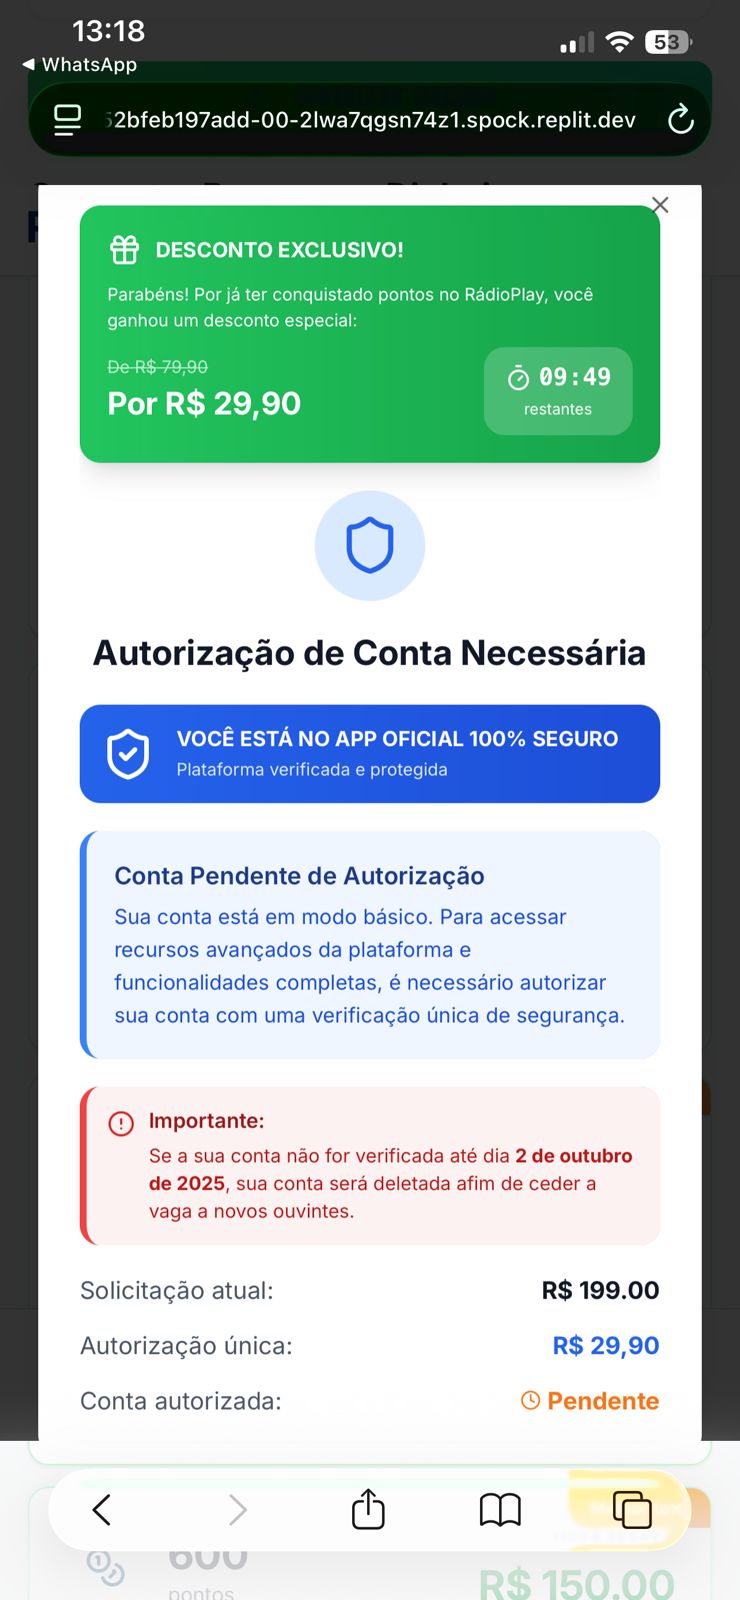 13:18
53
◀ WhatsApp
52bfeb197add-00-2lwa7qgsn74z1.spock.replit.dev
DESCONTO EXCLUSIVO!
Parabéns! Por já ter conquistado pontos no RádioPlay, você
ganhou um desconto especial:
De R$ 79,90
Por R$ 29,90
09:49
restantes
Autorização de Conta Necessária
VOCÊ ESTÁ NO APP OFICIAL 100% SEGURO
Plataforma verificada e protegida
Conta Pendente de Autorização
Sua conta está em modo básico. Para acessar
recursos avançados da plataforma e
funcionalidades completas, é necessário autorizar
sua conta com uma verificação única de segurança.
Importante:
Se a sua conta não for verificada até dia 2 de outubro
de 2025, sua conta será deletada afim de ceder a
vaga a novos ouvintes.
Solicitação atual:
R$ 199.00
Autorização única:
R$ 29,90
Conta autorizada:
Pendente
600
pontos
R$ 150.00